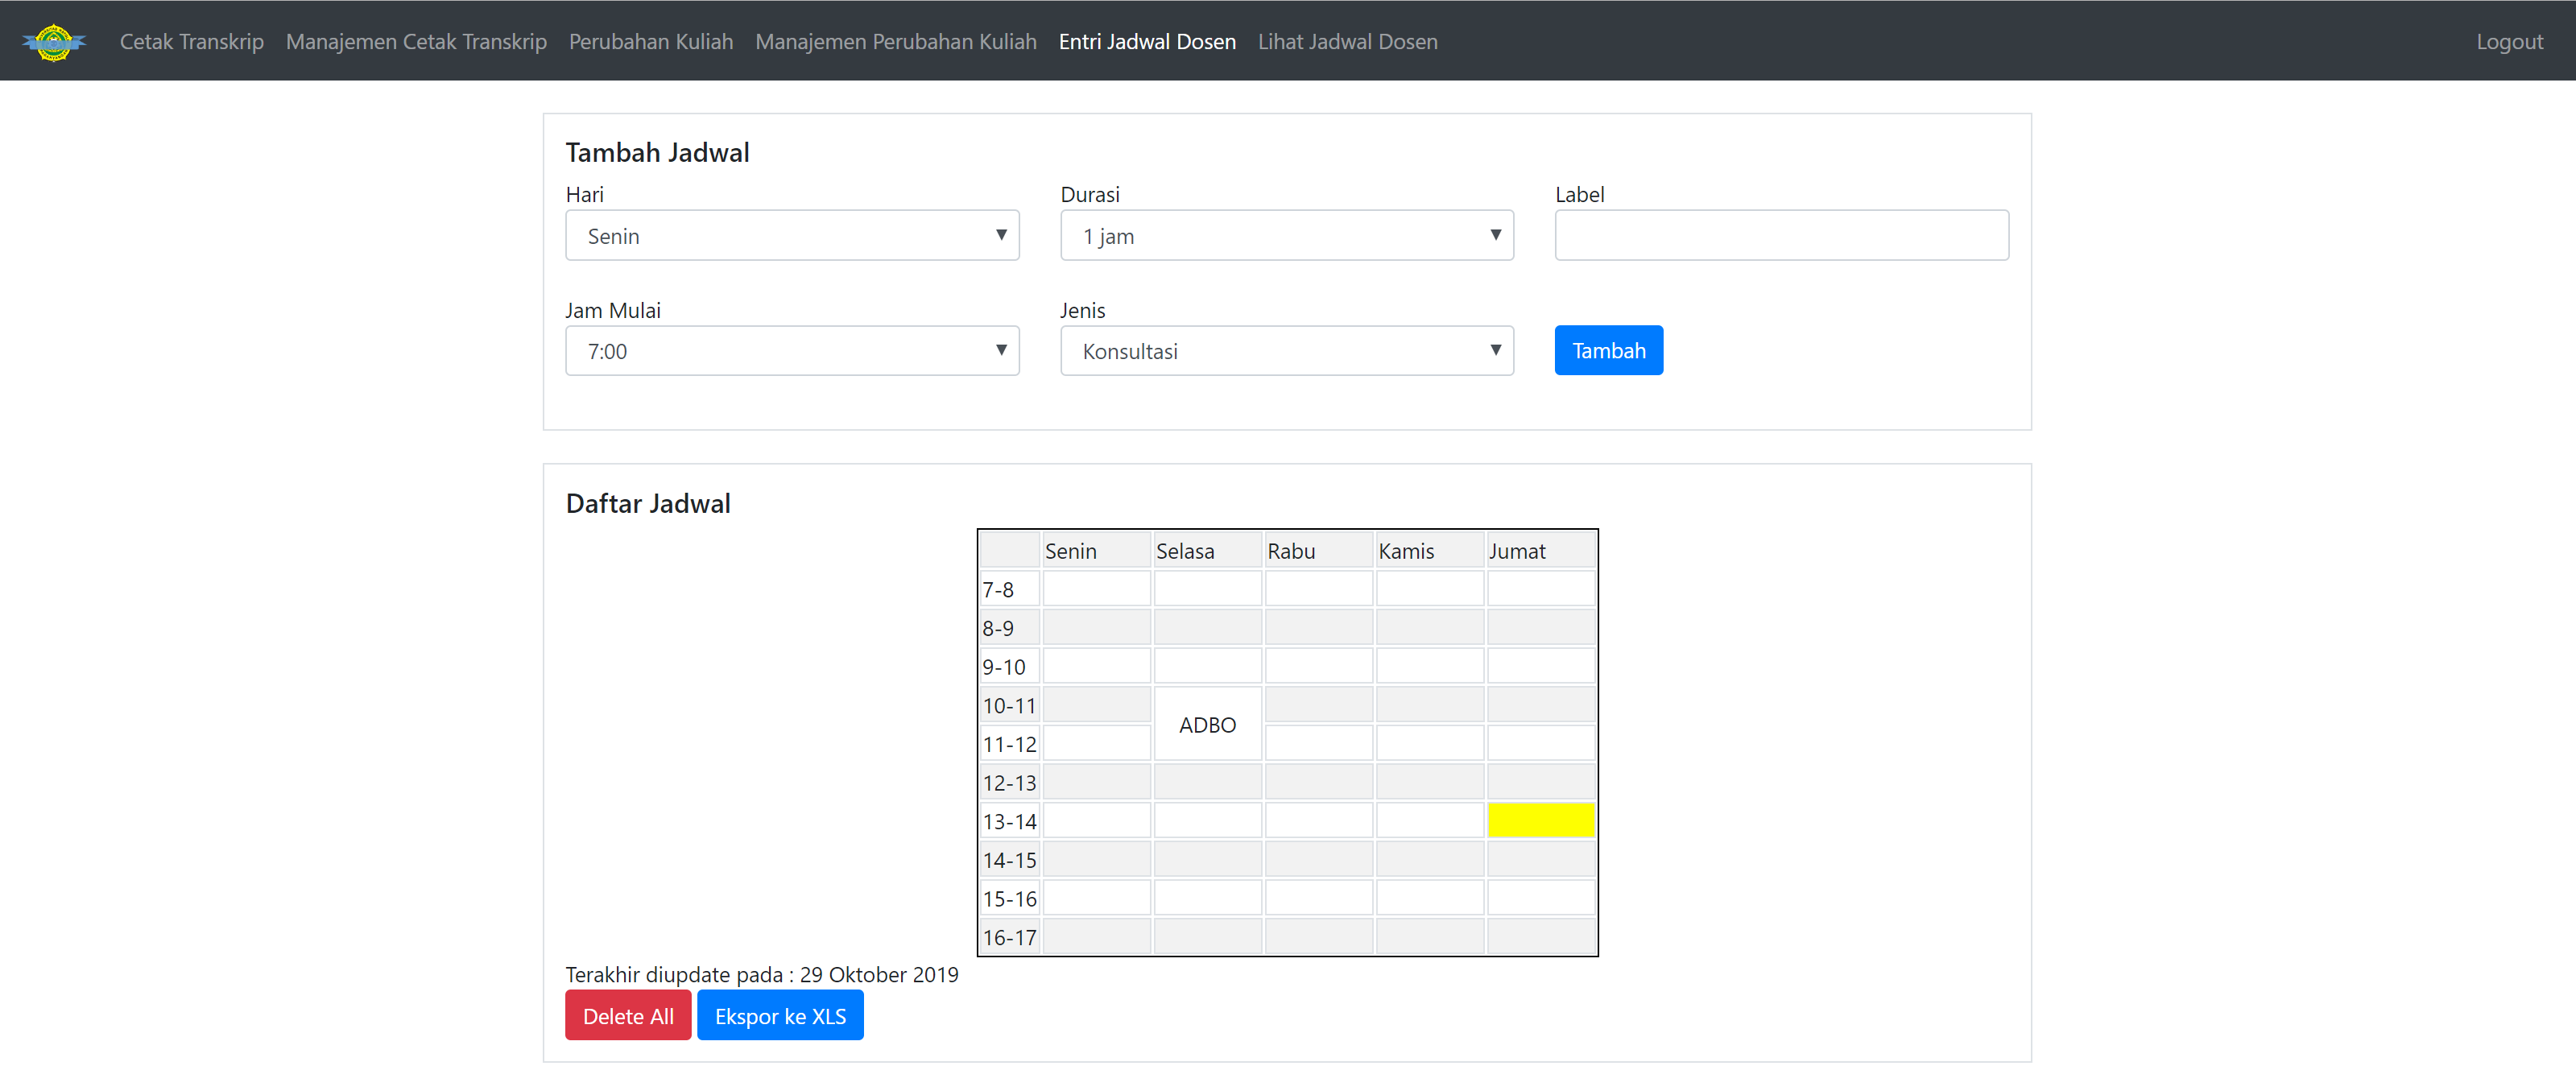 Cetak Transkrip Manajemen Cetak Transkrip Perubahan Kuliah Manajemen Perubahan Kuliah Entri Jadwal Dosen Lihat Jadwal Dosen Logout
Tambah Jadwal
Hari Durasi Label
Senin 1 jam
Jam Mulai Jenis
7:00 Konsultasi Tambah
Daftar Jadwal
Senin Selasa Rabu Kamis Jumat
7-8
8-9
9-10
10-11
ADBO
11-12
12-13
13-14
14-15
15-16
16-17
Terakhir diupdate pada : 29 Oktober 2019
Delete All Ekspor ke XLS